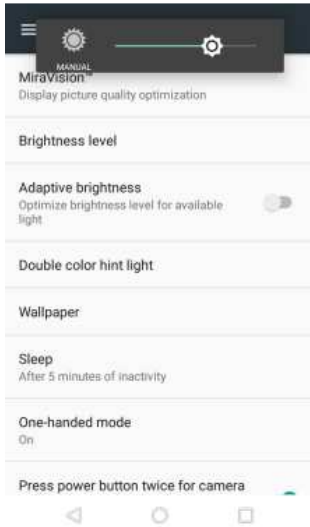 MANUAL
MiraVision™
Display picture quality optimization
Brightness level
Adaptive brightness
Optimize brightness level for available
light
Double color hint light
Wallpaper
Sleep
After 5 minutes of inactivity
One-handed mode
On
Press power button twice for camera